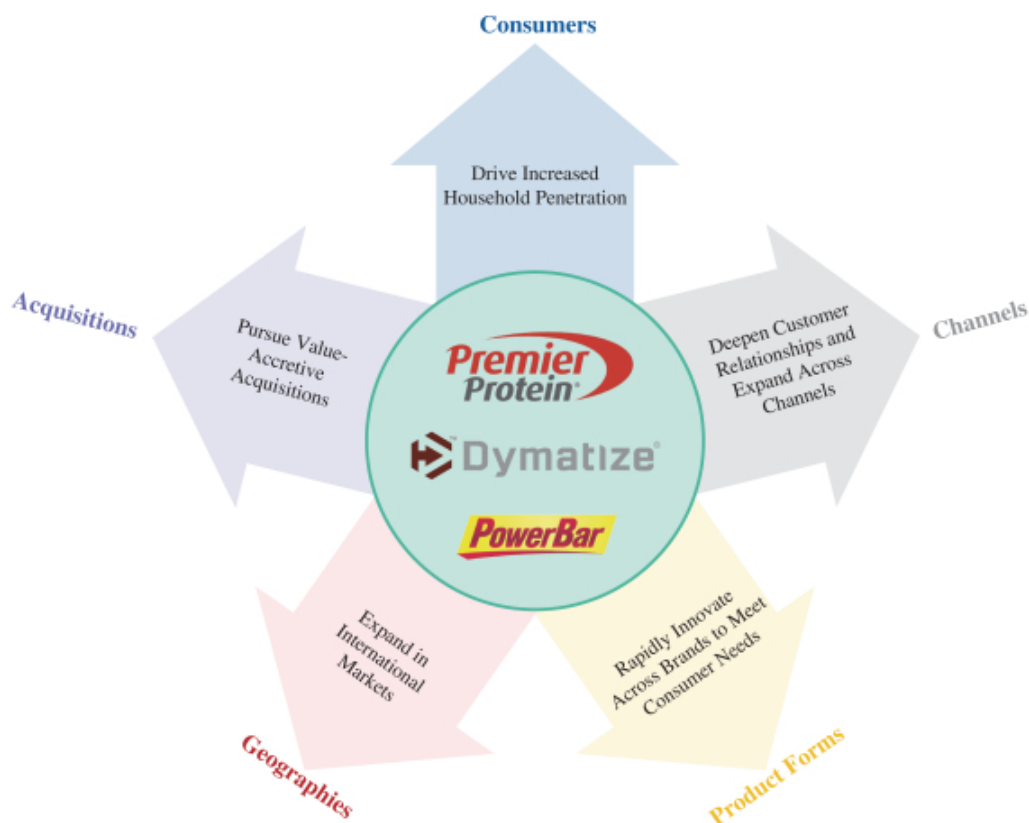 Consumers
Drive Increased
Household Penetration
Acquisitions
Pursue Value-
Accretive
Acquisitions
Deepen Customer
Relationships and
Expand Across
Channels
Channels
Premier
Protein®
Dymatize®
™
PowerBar
Expand in
International
Markets
Geographies
Rapidly Innovate
Across Brands to Meet
Consumer Needs
Product Forms